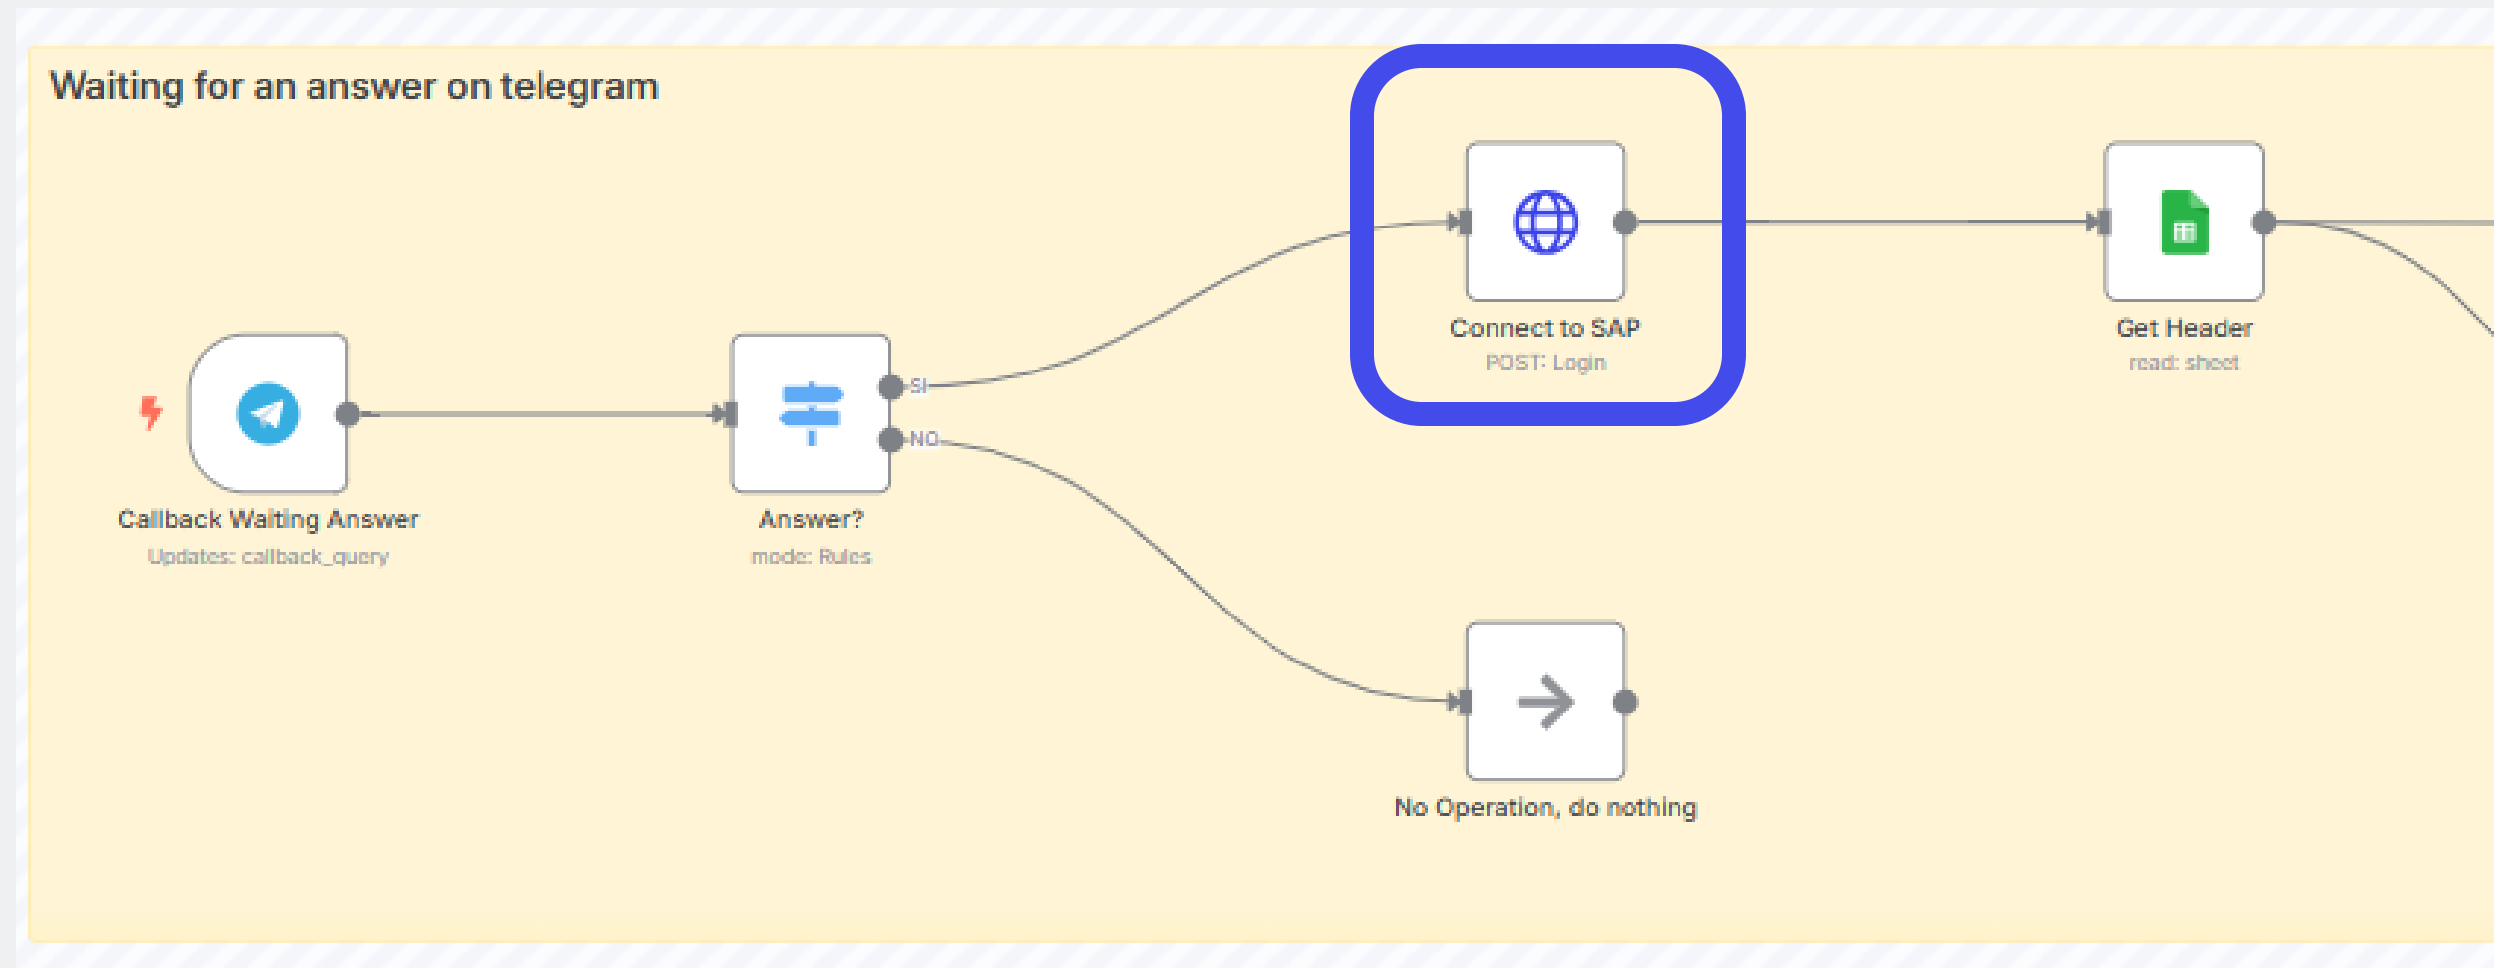 Waiting for an answer on telegram
Connect to SAP
POST: Login
Get Header
read: sheet
SI
NO
Callback Waiting Answer
Updates: callback_query
Answer?
mode: Rules
No Operation, do nothing